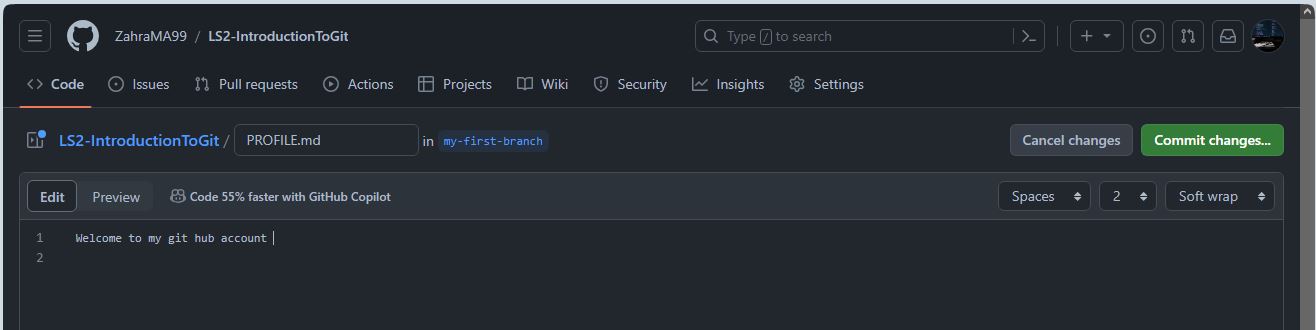 ZahraMA99 / LS2-IntroductionToGit Type / to search
Code Issues Pull requests Actions Projects Wiki Security Insights Settings
LS2-IntroductionToGit / PROFILE.md in my-first-branch Cancel changes Commit changes...
Edit Preview Code 55% faster with GitHub Copilot Spaces 2 Soft wrap
1 Welcome to my git hub account
2